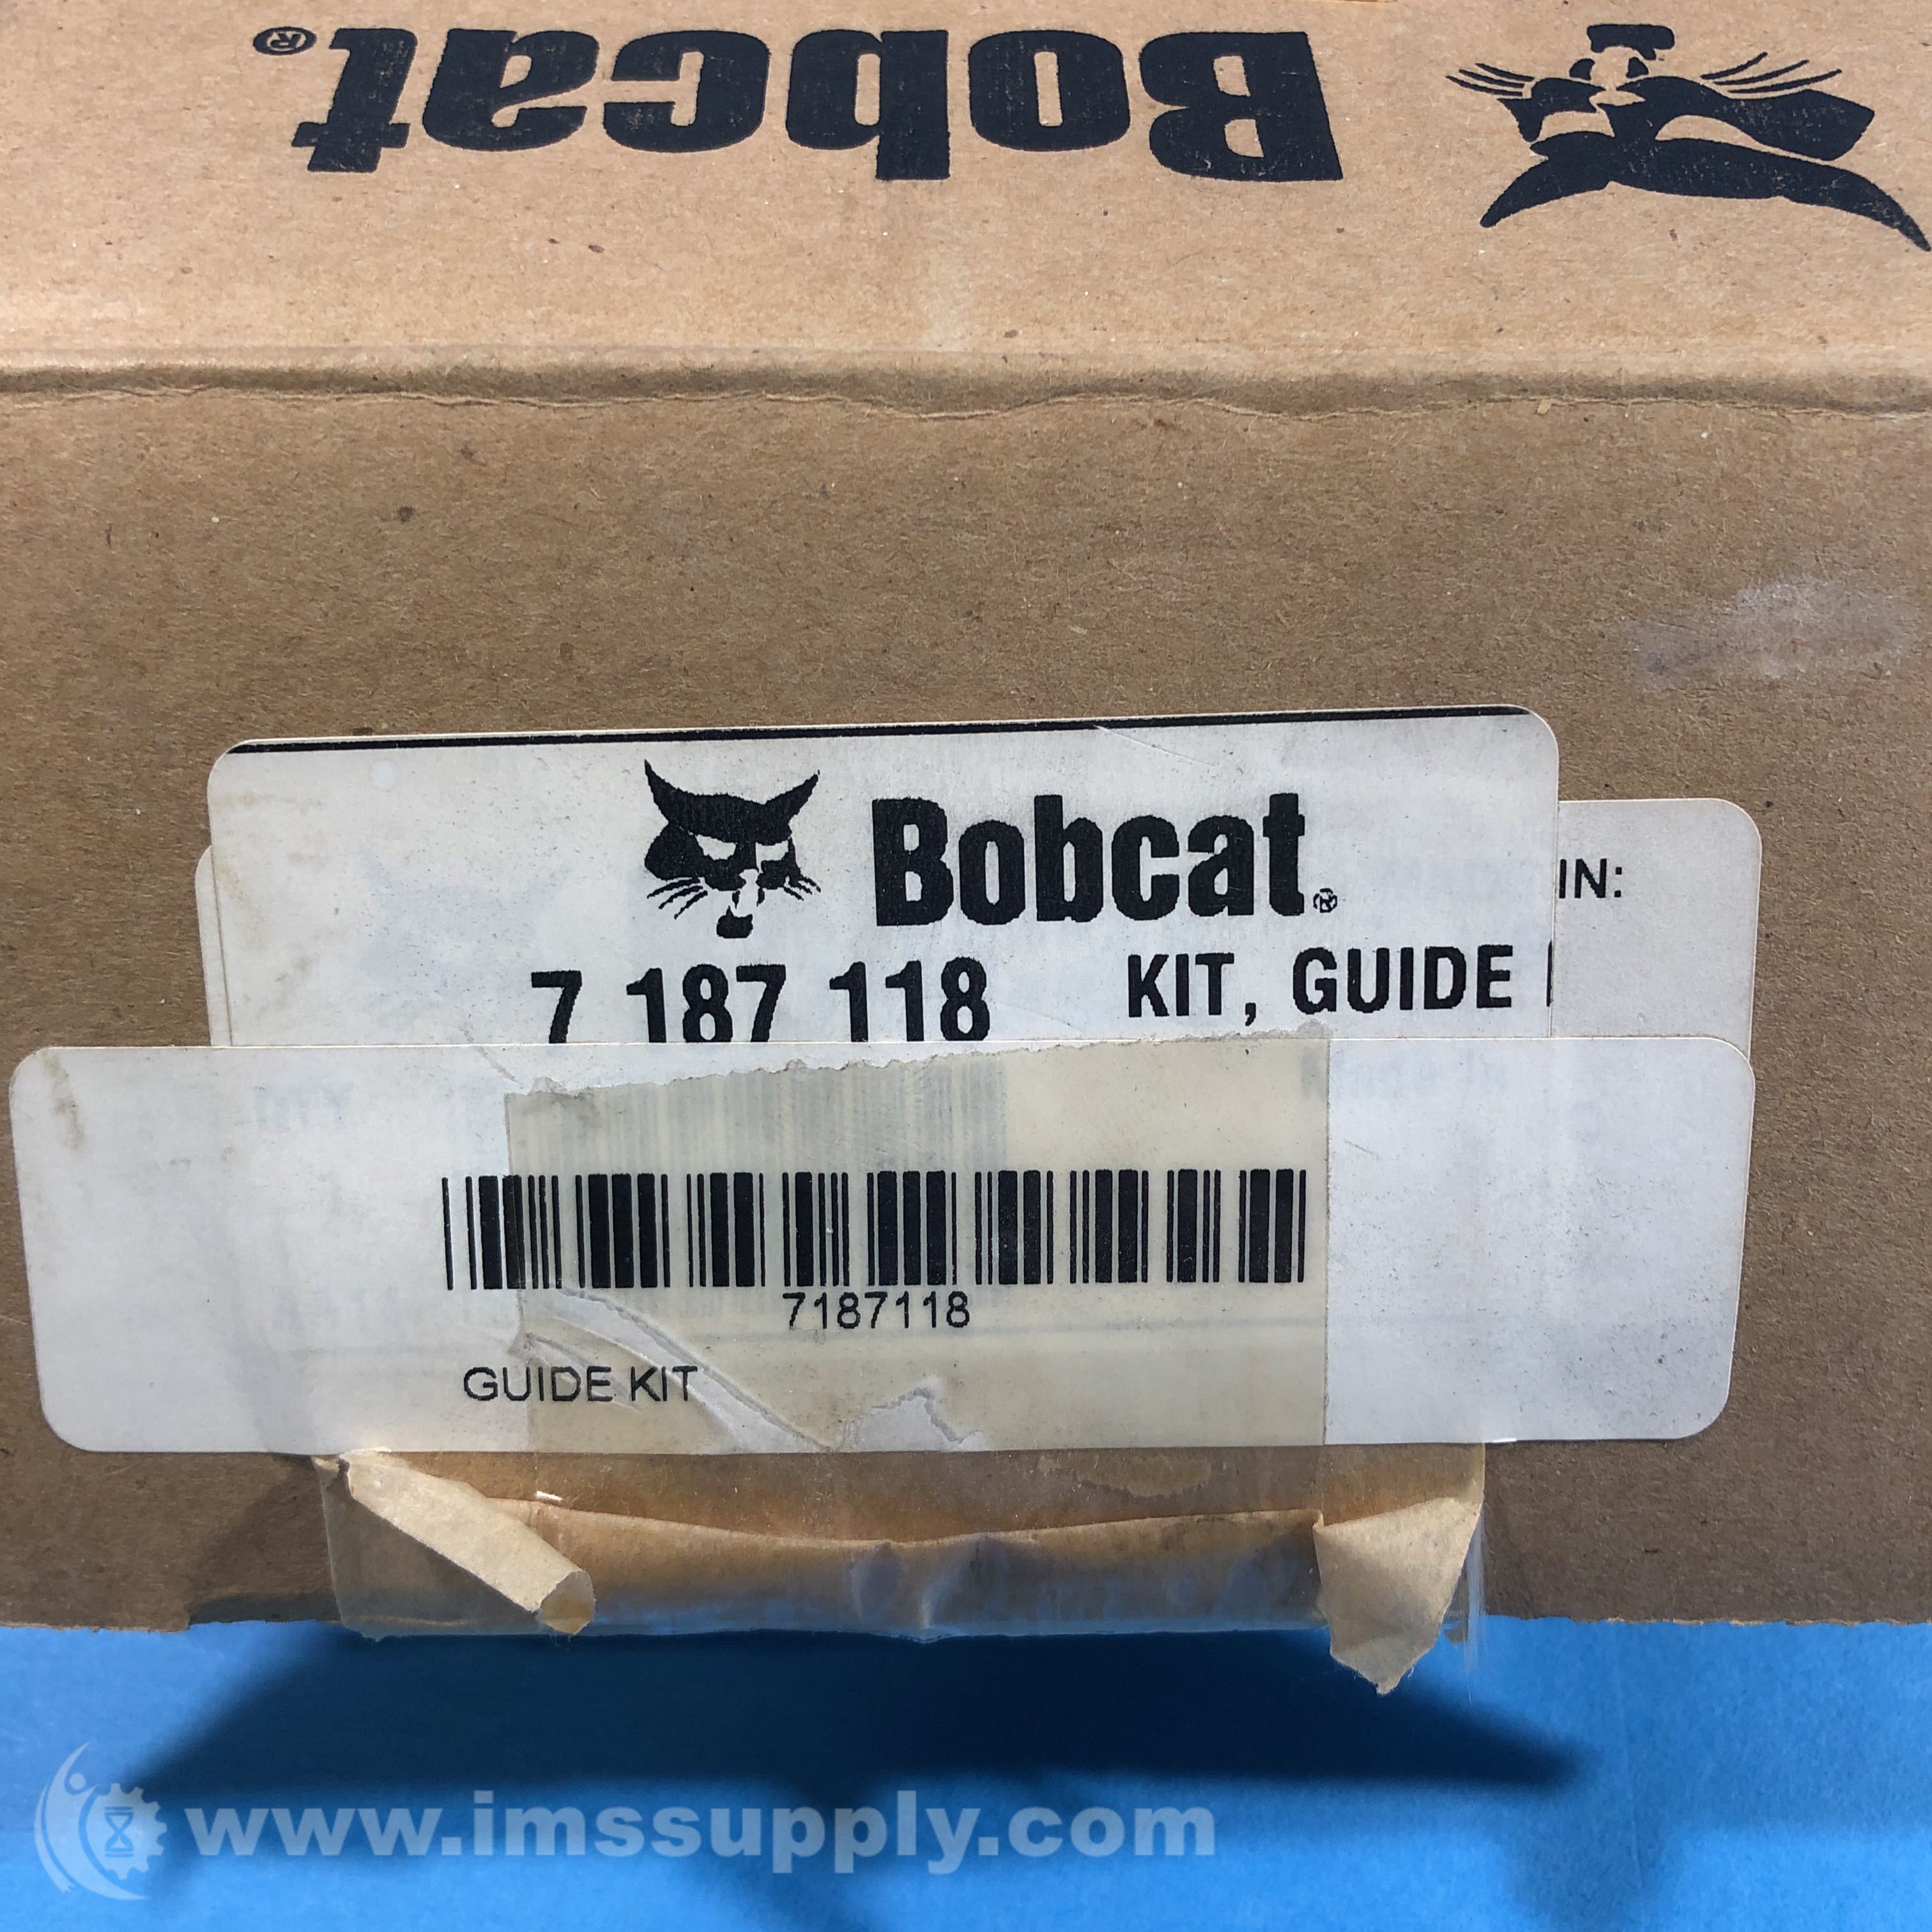 Bobcat®
Bobcat®
IN:
7 187 118 KIT, GUIDE
7187118
GUIDE KIT
www.imssupply.com